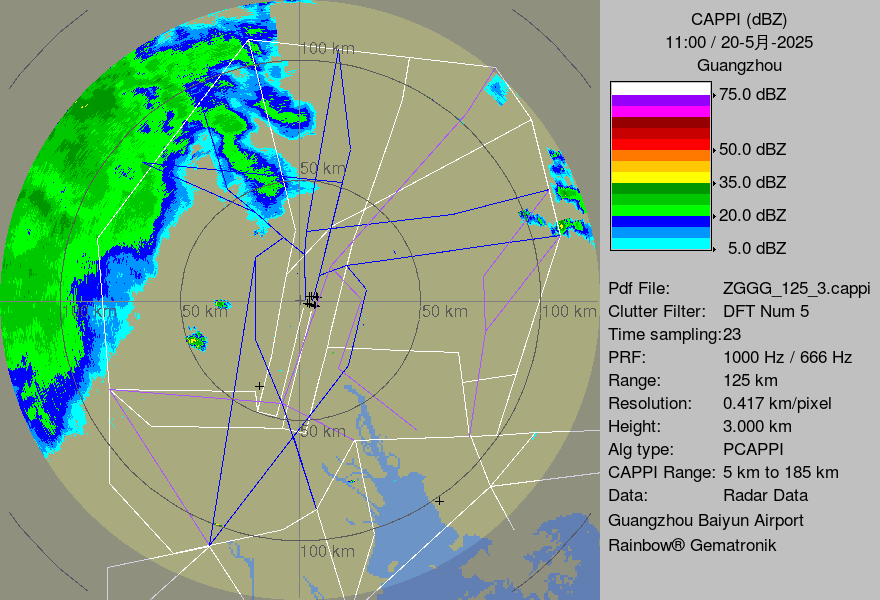 CAPPI (dBZ)
11:00 / 20-5月-2025
Guangzhou
75.0 dBZ
50.0 dBZ
35.0 dBZ
20.0 dBZ
5.0 dBZ
Pdf File: ZGGG_125_3.cappi
Clutter Filter: DFT Num 5
Time sampling:23
PRF: 1000 Hz / 666 Hz
Range: 125 km
Resolution: 0.417 km/pixel
Height: 3.000 km
Alg type: PCAPPI
CAPPI Range: 5 km to 185 km
Data: Radar Data
Guangzhou Baiyun Airport
Rainbow® Gematronik
100 km
50 km
100 km
50 km
50 km
100 km
50 km
100 km